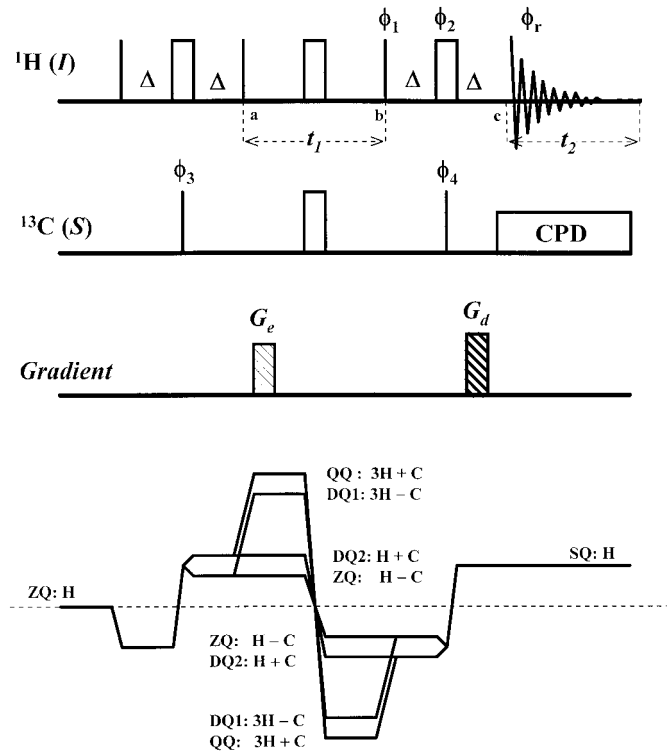 ϕ₁ ϕ₂ ϕᵣ
¹H (I) Δ Δ Δ Δ
a b c
t₁ t₂
ϕ₃ ϕ₄
¹³C (S) CPD
Gₑ G_d
Gradient
QQ : 3H + C
DQ1: 3H − C
DQ2: H + C
ZQ: H − C
SQ: H
ZQ: H
ZQ: H − C
DQ2: H + C
DQ1: 3H − C
QQ: 3H + C